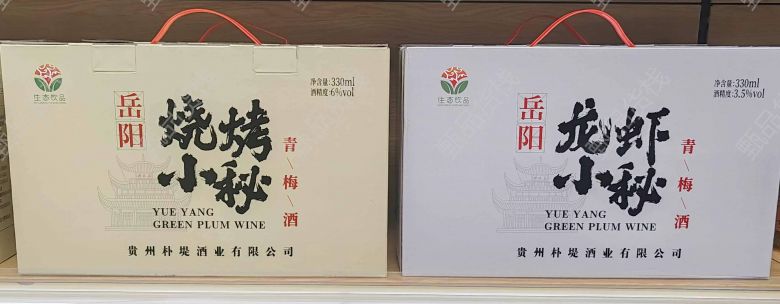 生态饮品
净含量:330ml
酒精度:6%vol
岳阳
烧烤
小秘
青\梅\酒
YUE YANG
GREEN PLUM WINE
贵州朴堤酒业有限公司
生态饮品
净含量:330ml
酒精度:3.5%vol
岳阳
龙虾
小秘
青\梅\酒
YUE YANG
GREEN PLUM WINE
贵州朴堤酒业有限公司